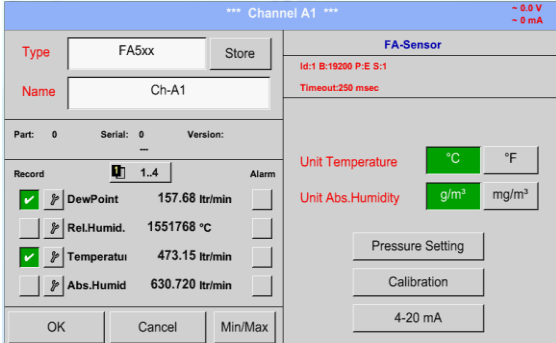 *** Channel A1 ***
~ 0.0 V
~ 0 mA
Type
FA5xx
Store
Name
Ch-A1
Part: 0 Serial: 0 Version:
---
Record
1 1..4
Alarm
DewPoint 157.68 ltr/min
Rel.Humid. 1551768 °C
Temperatur 473.15 ltr/min
Abs.Humid 630.720 ltr/min
OK
Cancel
Min/Max
FA-Sensor
Id:1 B:19200 P:E S:1
Timeout:250 msec
Unit Temperature °C °F
Unit Abs.Humidity g/m³ mg/m³
Pressure Setting
Calibration
4-20 mA